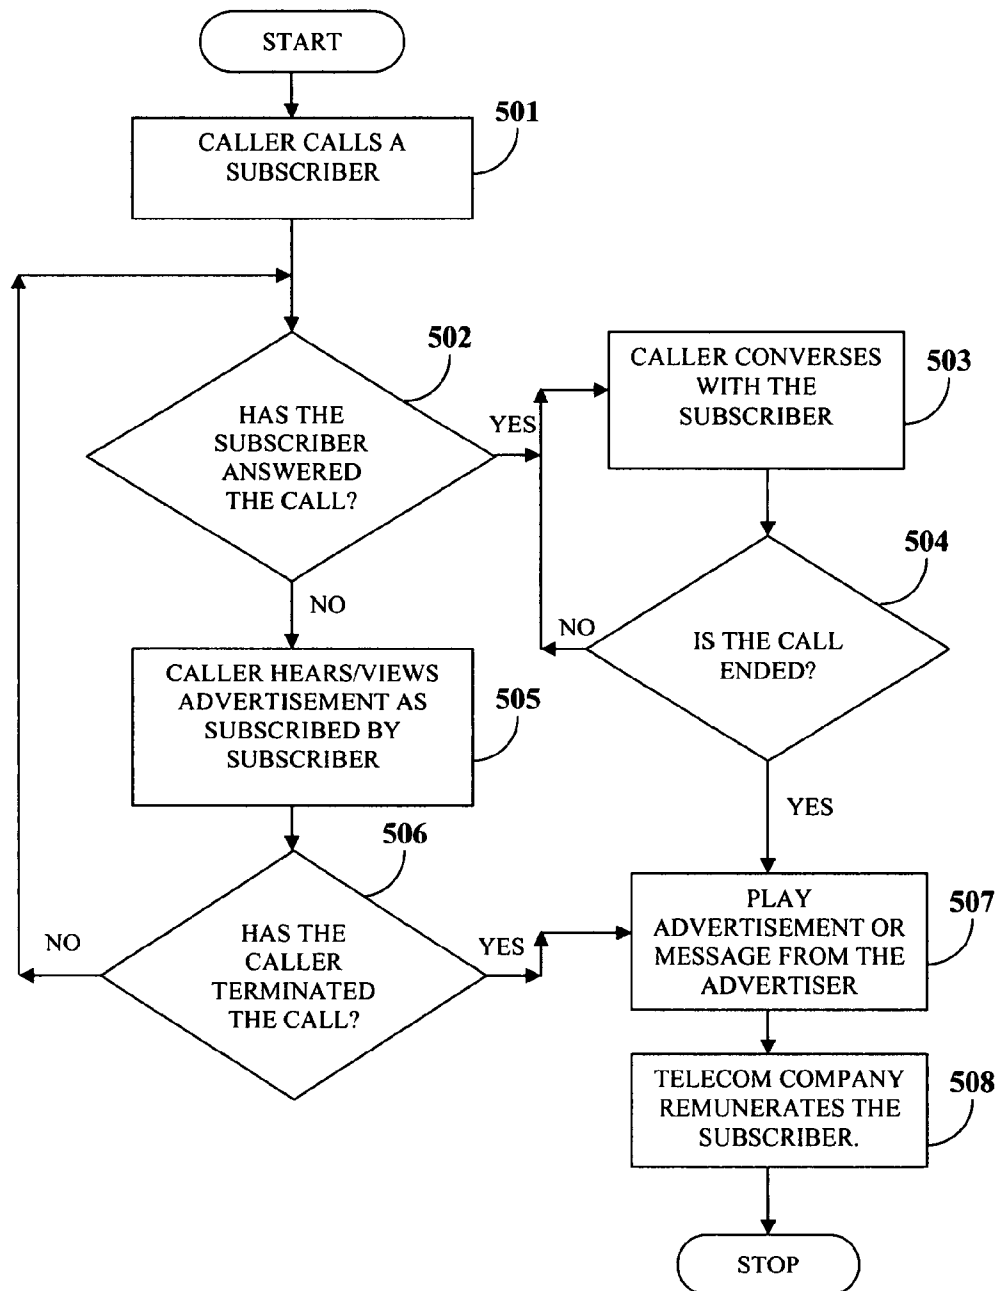 START
501
CALLER CALLS A
SUBSCRIBER
502
HAS THE
SUBSCRIBER
ANSWERED
THE CALL?
YES
NO
503
CALLER CONVERSES
WITH THE
SUBSCRIBER
504
IS THE CALL
ENDED?
NO
YES
505
CALLER HEARS/VIEWS
ADVERTISEMENT AS
SUBSCRIBED BY
SUBSCRIBER
506
HAS THE
CALLER
TERMINATED
THE CALL?
NO
YES
507
PLAY
ADVERTISEMENT OR
MESSAGE FROM THE
ADVERTISER
508
TELECOM COMPANY
REMUNERATES THE
SUBSCRIBER.
STOP